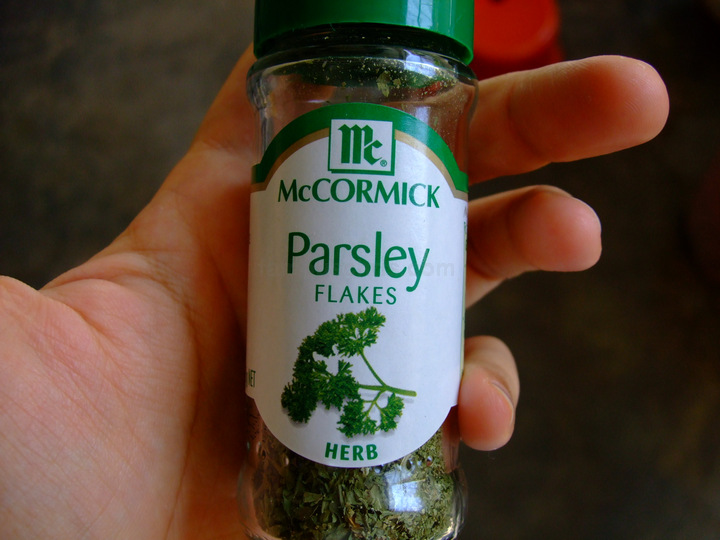 Mc
McCORMICK
Parsley
FLAKES
HERB